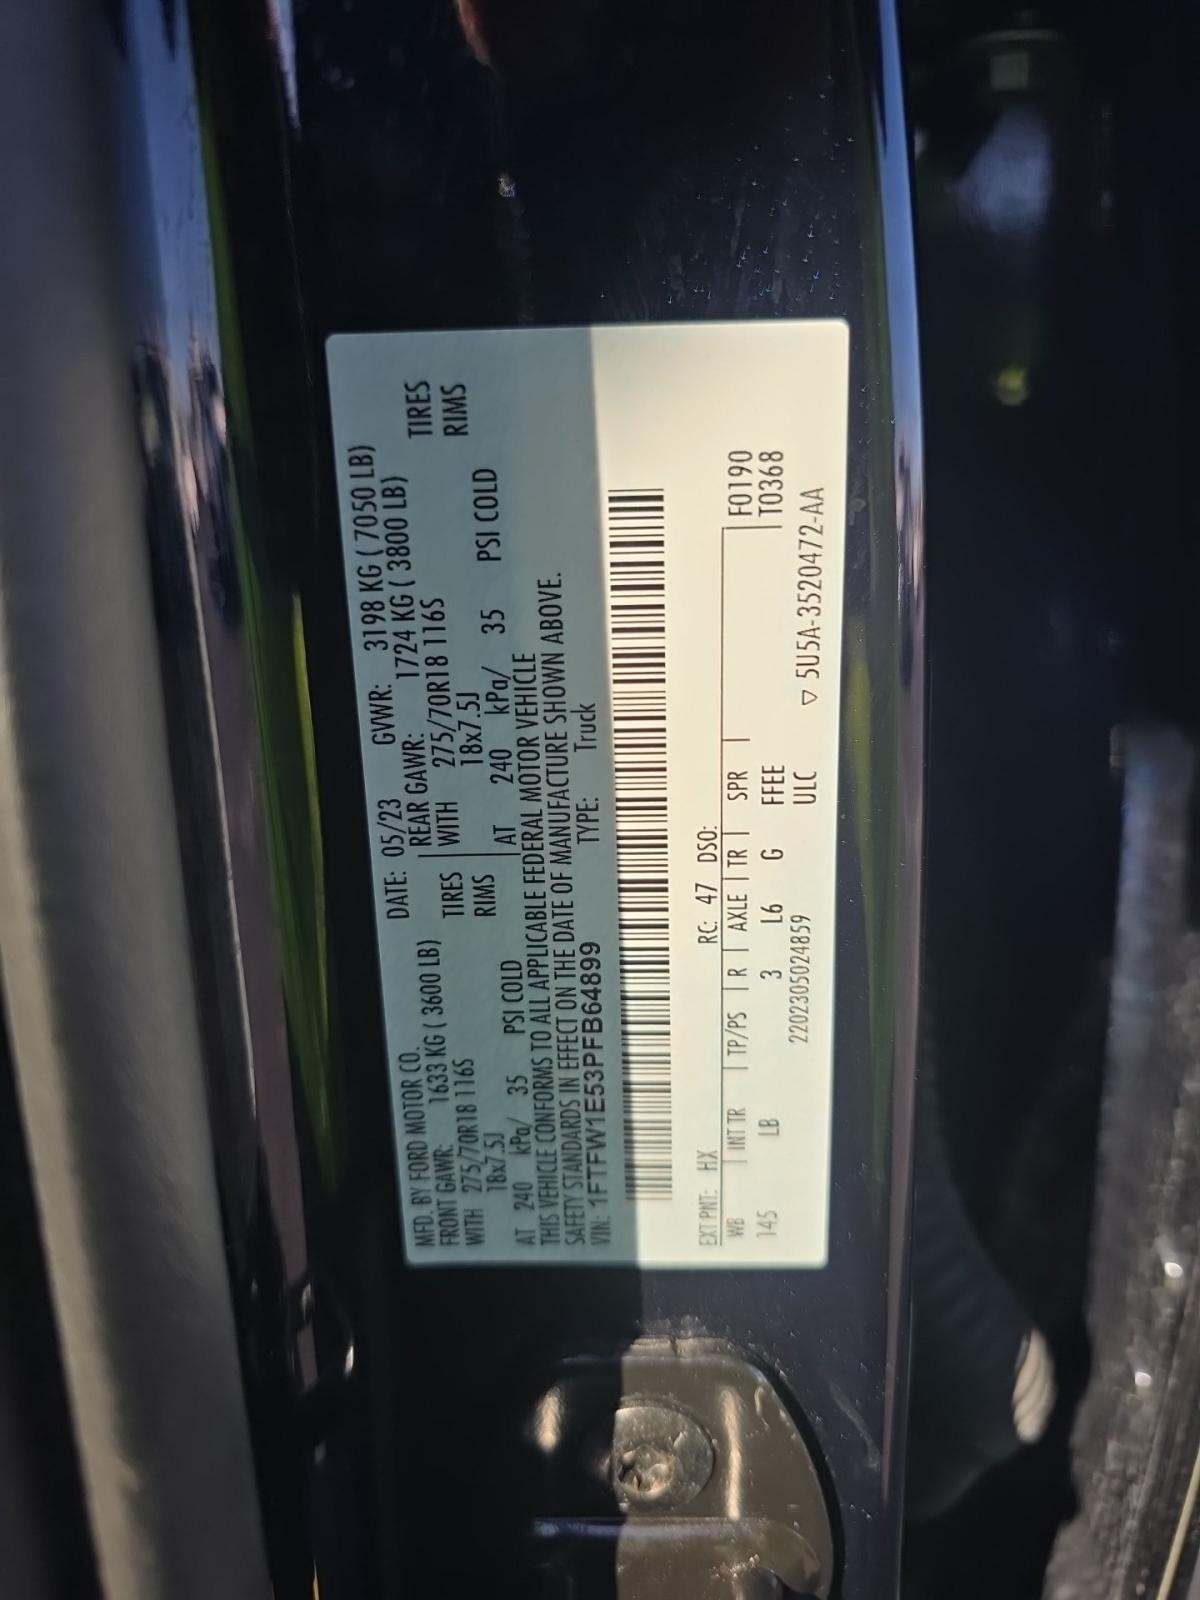 MFD. BY FORD MOTOR CO. DATE: 05/23 GVWR: 3198 KG ( 7050 LB)
FRONT GAWR: 1633 KG ( 3600 LB) REAR GAWR: 1724 KG ( 3800 LB)
WITH 275/70R18 116S TIRES WITH 275/70R18 116S TIRES
18x7.5J RIMS 18x7.5J RIMS
AT 240 kPa/ 35 PSI COLD AT 240 kPa/ 35 PSI COLD
THIS VEHICLE CONFORMS TO ALL APPLICABLE FEDERAL MOTOR VEHICLE
SAFETY STANDARDS IN EFFECT ON THE DATE OF MANUFACTURE SHOWN ABOVE.
VIN: 1FTFW1E53PFB64899 TYPE: Truck
EXT PNT: HX RC: 47 DSO: F0190
WB | INT TR | TP/PS | R | AXLE | TR | SPR | T0368
145 LB 3 L6 G FFEE
2202305024859 ULC ▽ 5U5A-3520472-AA